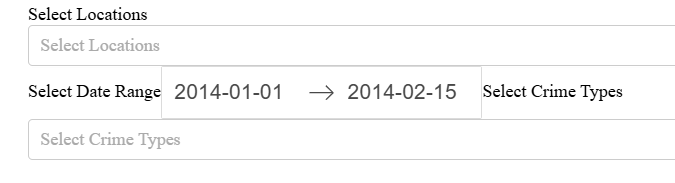 Select Locations
Select Locations
Select Date Range 2014-01-01 → 2014-02-15 Select Crime Types
Select Crime Types